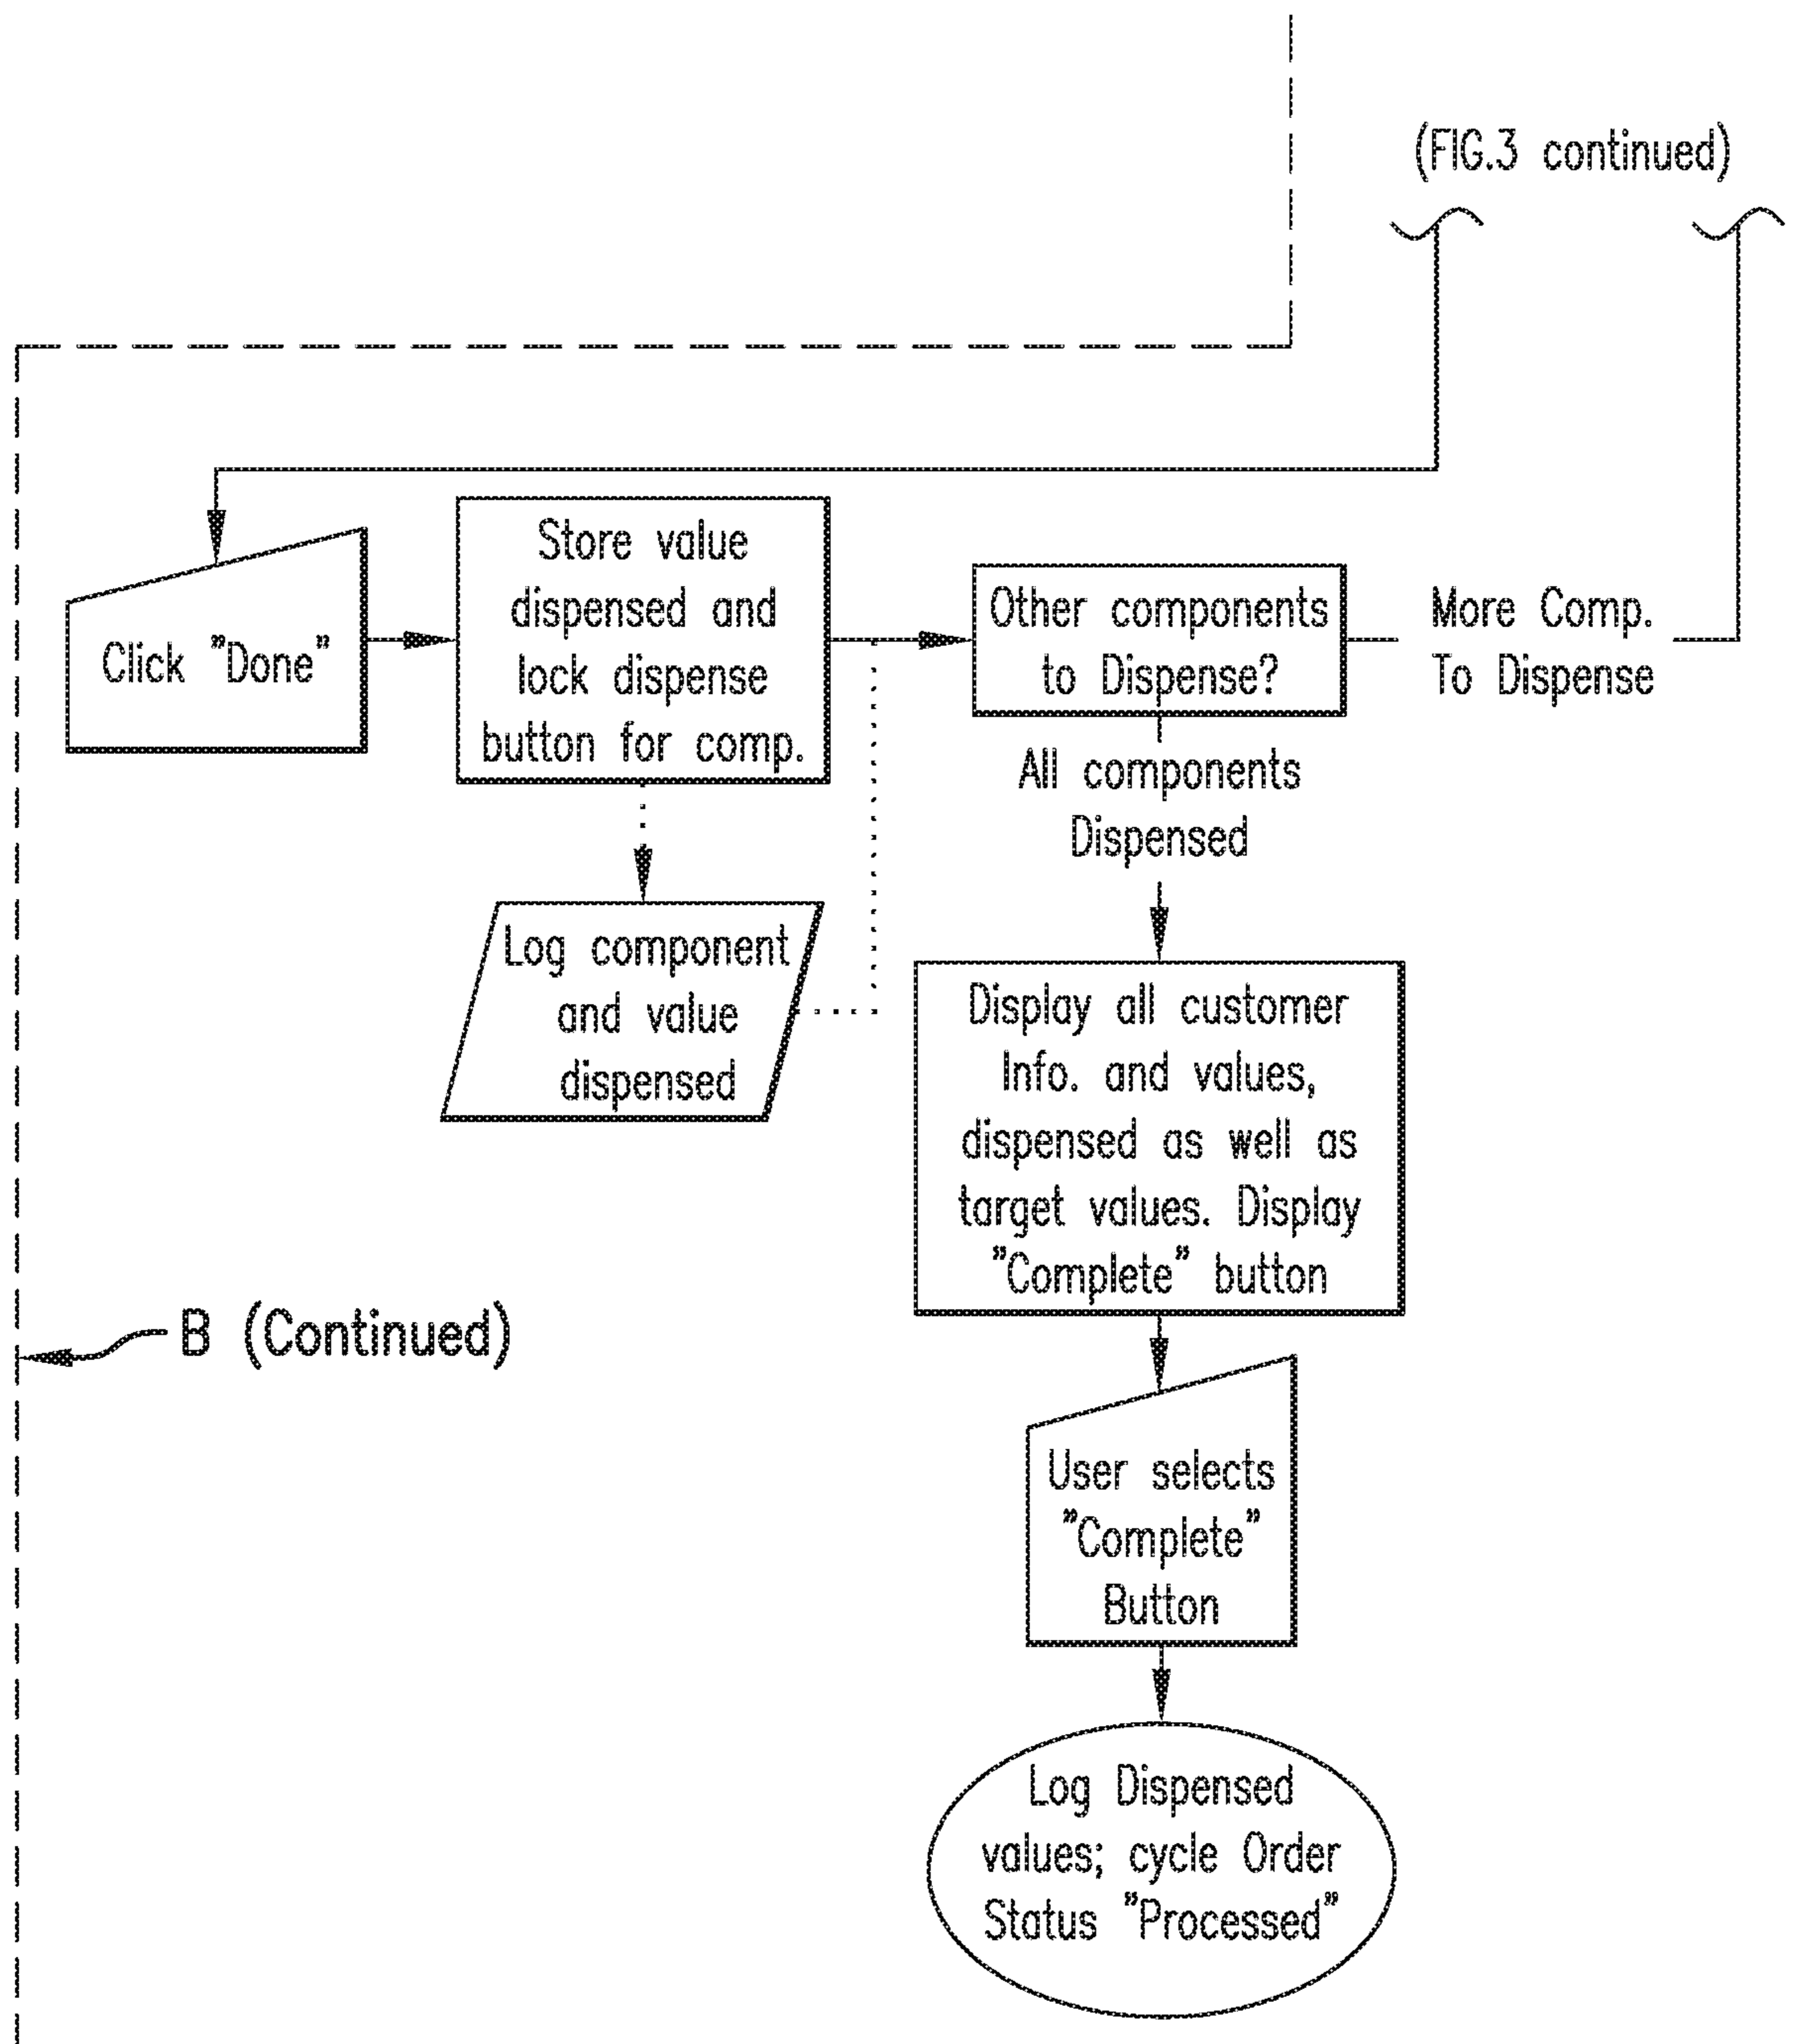 (FIG.3 continued)
Click "Done"
Store value
dispensed and
lock dispense
button for comp.
Other components
to Dispense?
More Comp.
To Dispense
All components
Dispensed
Log component
and value
dispensed
Display all customer
Info. and values,
dispensed as well as
target values. Display
"Complete" button
B (Continued)
User selects
"Complete"
Button
Log Dispensed
values; cycle Order
Status "Processed"